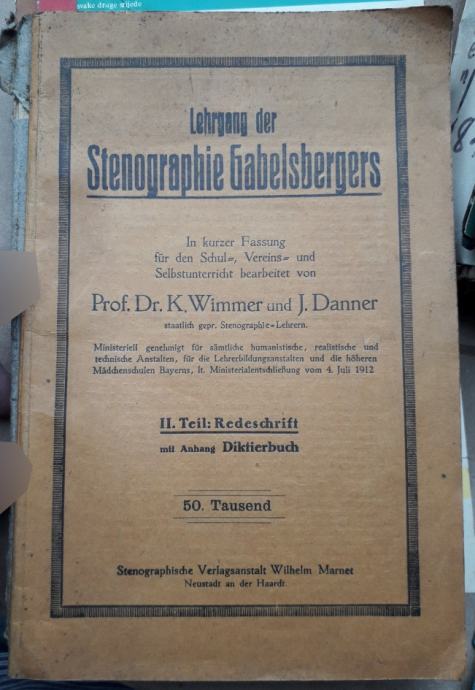 svake druge srijede
Lehrgang der
Stenographie Gabelsbergers
In kurzer Fassung
für den Schul=, Vereins= und
Selbstunterricht bearbeitet von
Prof. Dr. K. Wimmer und J. Danner
staatlich gepr. Stenographie=Lehrern.
Ministeriell genehmigt für sämtliche humanistische, realistische und
technische Anstalten, für die Lehrerbildungsanstalten und die höheren
Mädchenschulen Bayerns, lt. Ministerialentschließung vom 4. Juli 1912
II. Teil: Redeschrift
mit Anhang Diktierbuch
50. Tausend
Stenographische Verlagsanstalt Wilhelm Marnet
Neustadt an der Haardt.